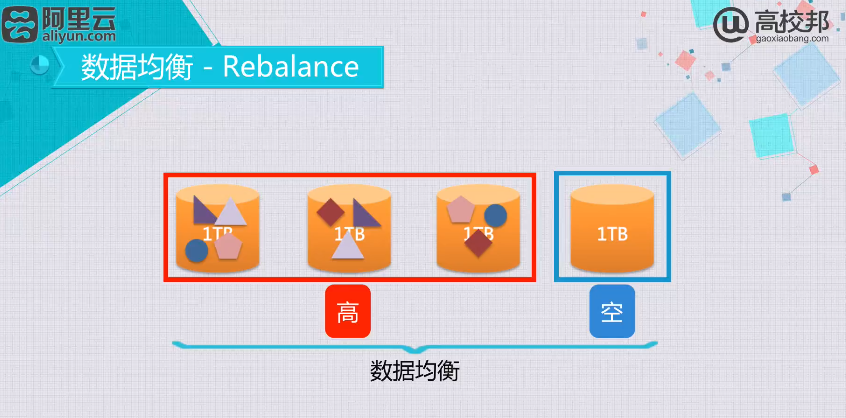 阿里云
aliyun.com
高校邦
gaoxiaobang.com
数据均衡 - Rebalance
1TB
1TB
1TB
1TB
高
空
数据均衡